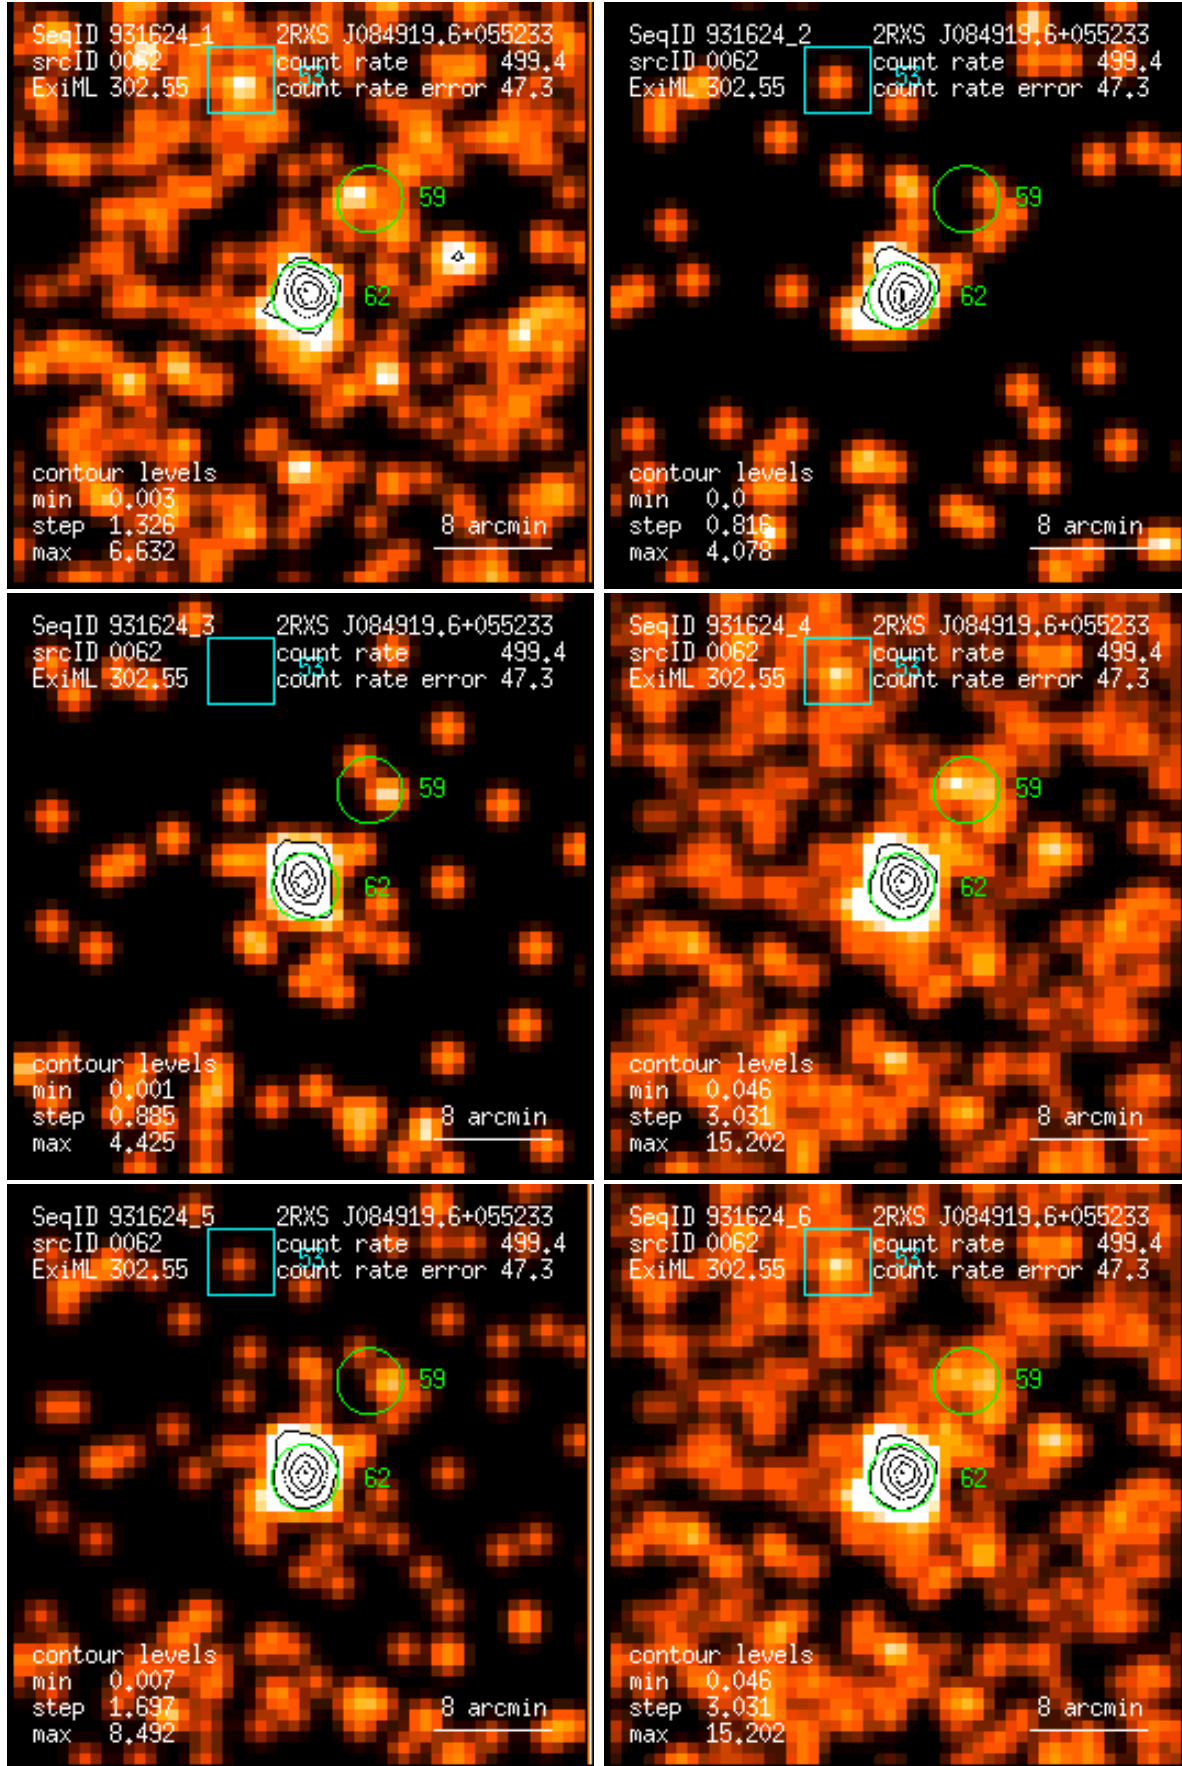 SeqID 931624_1 2RXS J084919.6+055233
srcID 0062 53 count rate 499.4
ExiML 302.55 count rate error 47.3
59
62
contour levels
min 0.003
step 1.326 8 arcmin
max 6.632
SeqID 931624_2 2RXS J084919.6+055233
srcID 0062 53 count rate 499.4
ExiML 302.55 count rate error 47.3
59
62
contour levels
min 0.0
step 0.816 8 arcmin
max 4.078
SeqID 931624_3 2RXS J084919.6+055233
srcID 0062 53 count rate 499.4
ExiML 302.55 count rate error 47.3
59
62
contour levels
min 0.001
step 0.885 8 arcmin
max 4.425
SeqID 931624_4 2RXS J084919.6+055233
srcID 0062 53 count rate 499.4
ExiML 302.55 count rate error 47.3
59
62
contour levels
min 0.046
step 3.031 8 arcmin
max 15.202
SeqID 931624_5 2RXS J084919.6+055233
srcID 0062 53 count rate 499.4
ExiML 302.55 count rate error 47.3
59
62
contour levels
min 0.007
step 1.697 8 arcmin
max 8.492
SeqID 931624_6 2RXS J084919.6+055233
srcID 0062 53 count rate 499.4
ExiML 302.55 count rate error 47.3
59
62
contour levels
min 0.046
step 3.031 8 arcmin
max 15.202